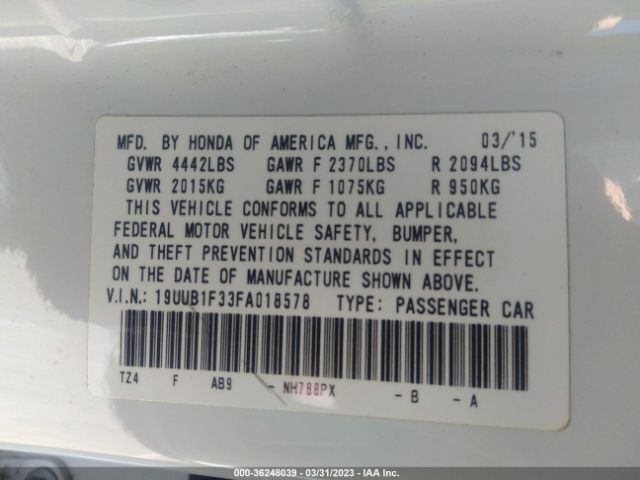 MFD. BY HONDA OF AMERICA MFG., INC. 03/'15
GVWR 4442LBS GAWR F 2370LBS R 2094LBS
GVWR 2015KG GAWR F 1075KG R 950KG
THIS VEHICLE CONFORMS TO ALL APPLICABLE
FEDERAL MOTOR VEHICLE SAFETY, BUMPER,
AND THEFT PREVENTION STANDARDS IN EFFECT
ON THE DATE OF MANUFACTURE SHOWN ABOVE.
V.I.N.: 19UUB1F33FA018578 TYPE: PASSENGER CAR
TZ4 F AB9 - NH788PX - B - A
000-36248039 - 03/31/2023 - IAA Inc.